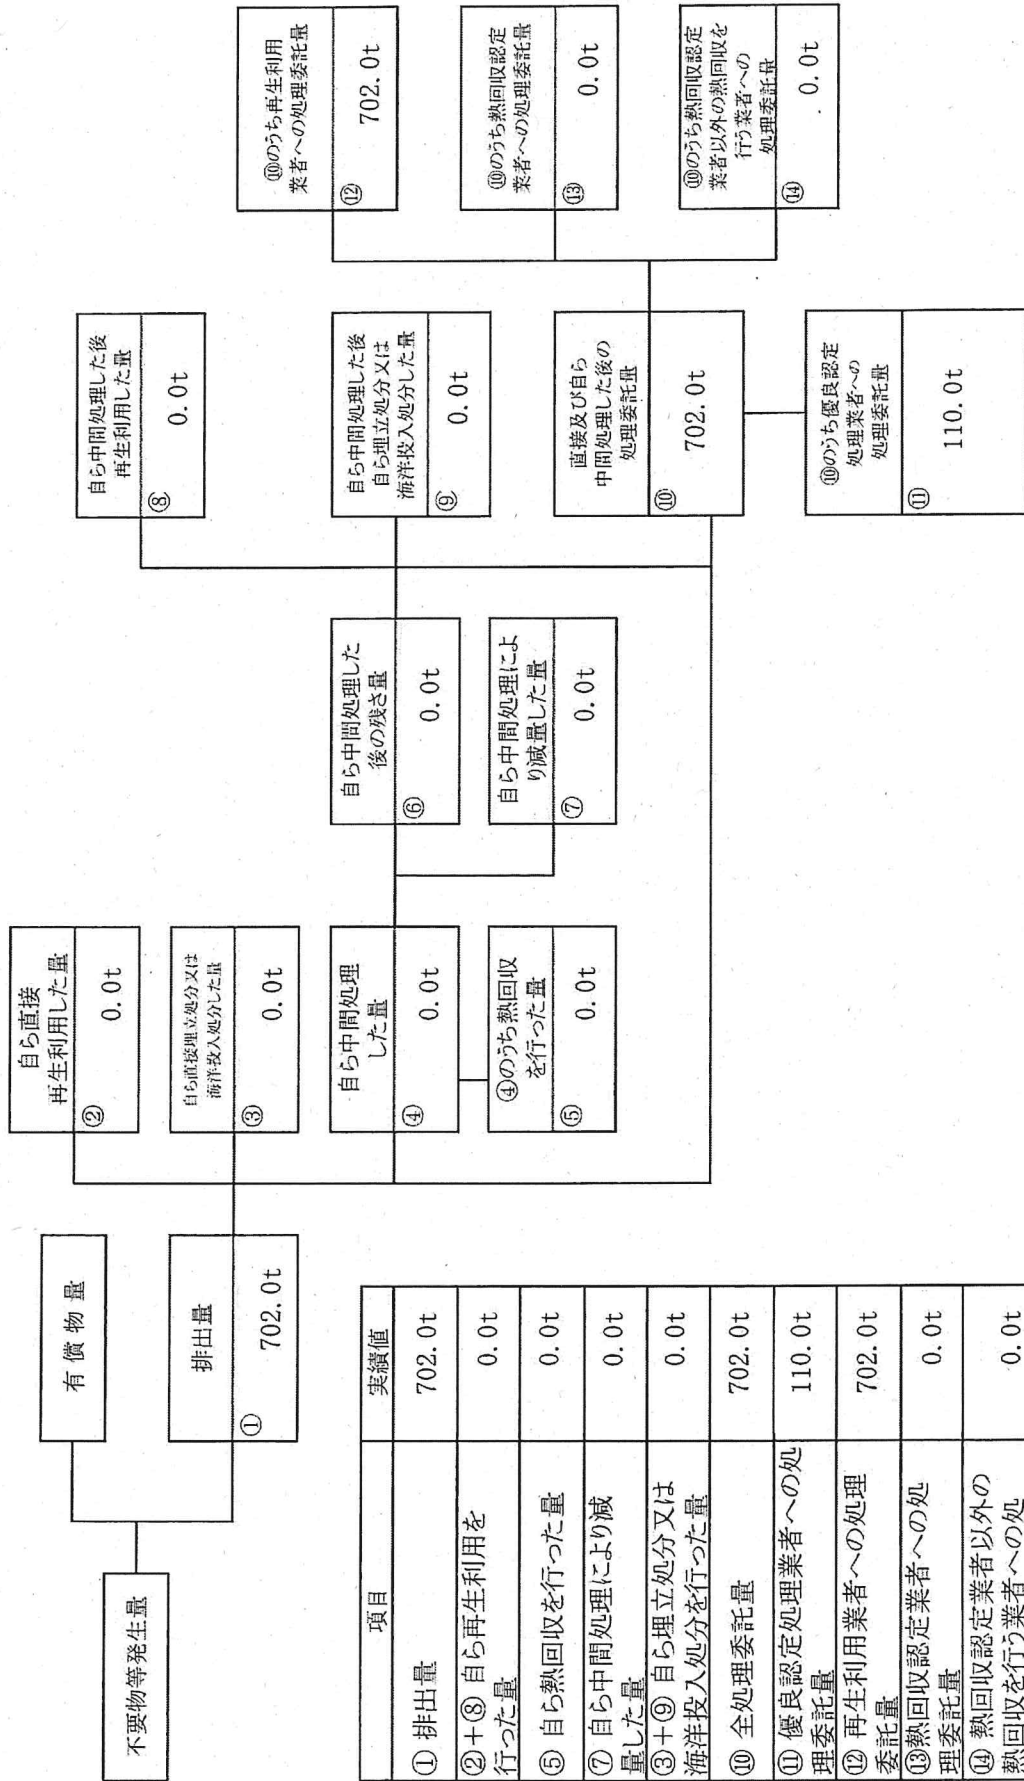 不要物等発生量
有償物量
排出量
①
702.0t
自ら直接
再生利用した量
②
0.0t
自ら直接埋立処分又は
海洋投入処分した量
③
0.0t
自ら中間処理
した量
④
0.0t
④のうち熱回収
を行った量
⑤
0.0t
自ら中間処理した
後の残さ量
⑥
0.0t
自ら中間処理によ
り減量した量
⑦
0.0t
自ら中間処理した後
再生利用した量
⑧
0.0t
自ら中間処理した後
自ら埋立処分又は
海洋投入処分した量
⑨
0.0t
直接及び自ら
中間処理した後の
処理委託量
⑩
702.0t
⑩のうち優良認定
処理業者への
処理委託量
⑪
110.0t
⑩のうち再生利用
業者への処理委託量
⑫
702.0t
⑩のうち熱回収認定
業者への処理委託量
⑬
0.0t
⑩のうち熱回収認定
業者以外の熱回収を
行う業者への
処理委託量
⑭
0.0t
項目 実績値
① 排出量 702.0t
②+⑧ 自ら再生利用を
行った量 0.0t
⑤ 自ら熱回収を行った量 0.0t
⑦ 自ら中間処理により減
量した量 0.0t
③+⑨ 自ら埋立処分又は
海洋投入処分を行った量 0.0t
⑩ 全処理委託量 702.0t
⑪ 優良認定処理業者への処
理委託量 110.0t
⑫ 再生利用業者への処理
委託量 702.0t
⑬熱回収認定業者への処
理委託量 0.0t
⑭ 熱回収認定業者以外の
熱回収を行う業者への処 0.0t